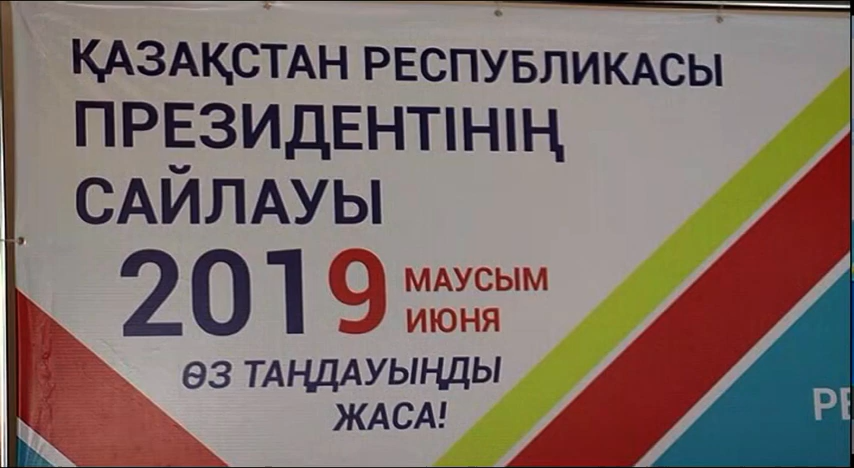 ҚАЗАҚСТАН РЕСПУБЛИКАСЫ
ПРЕЗИДЕНТІНІҢ
САЙЛАУЫ
2019 МАУСЫМ
ИЮНЯ
ӨЗ ТАҢДАУЫҢДЫ
ЖАСА!